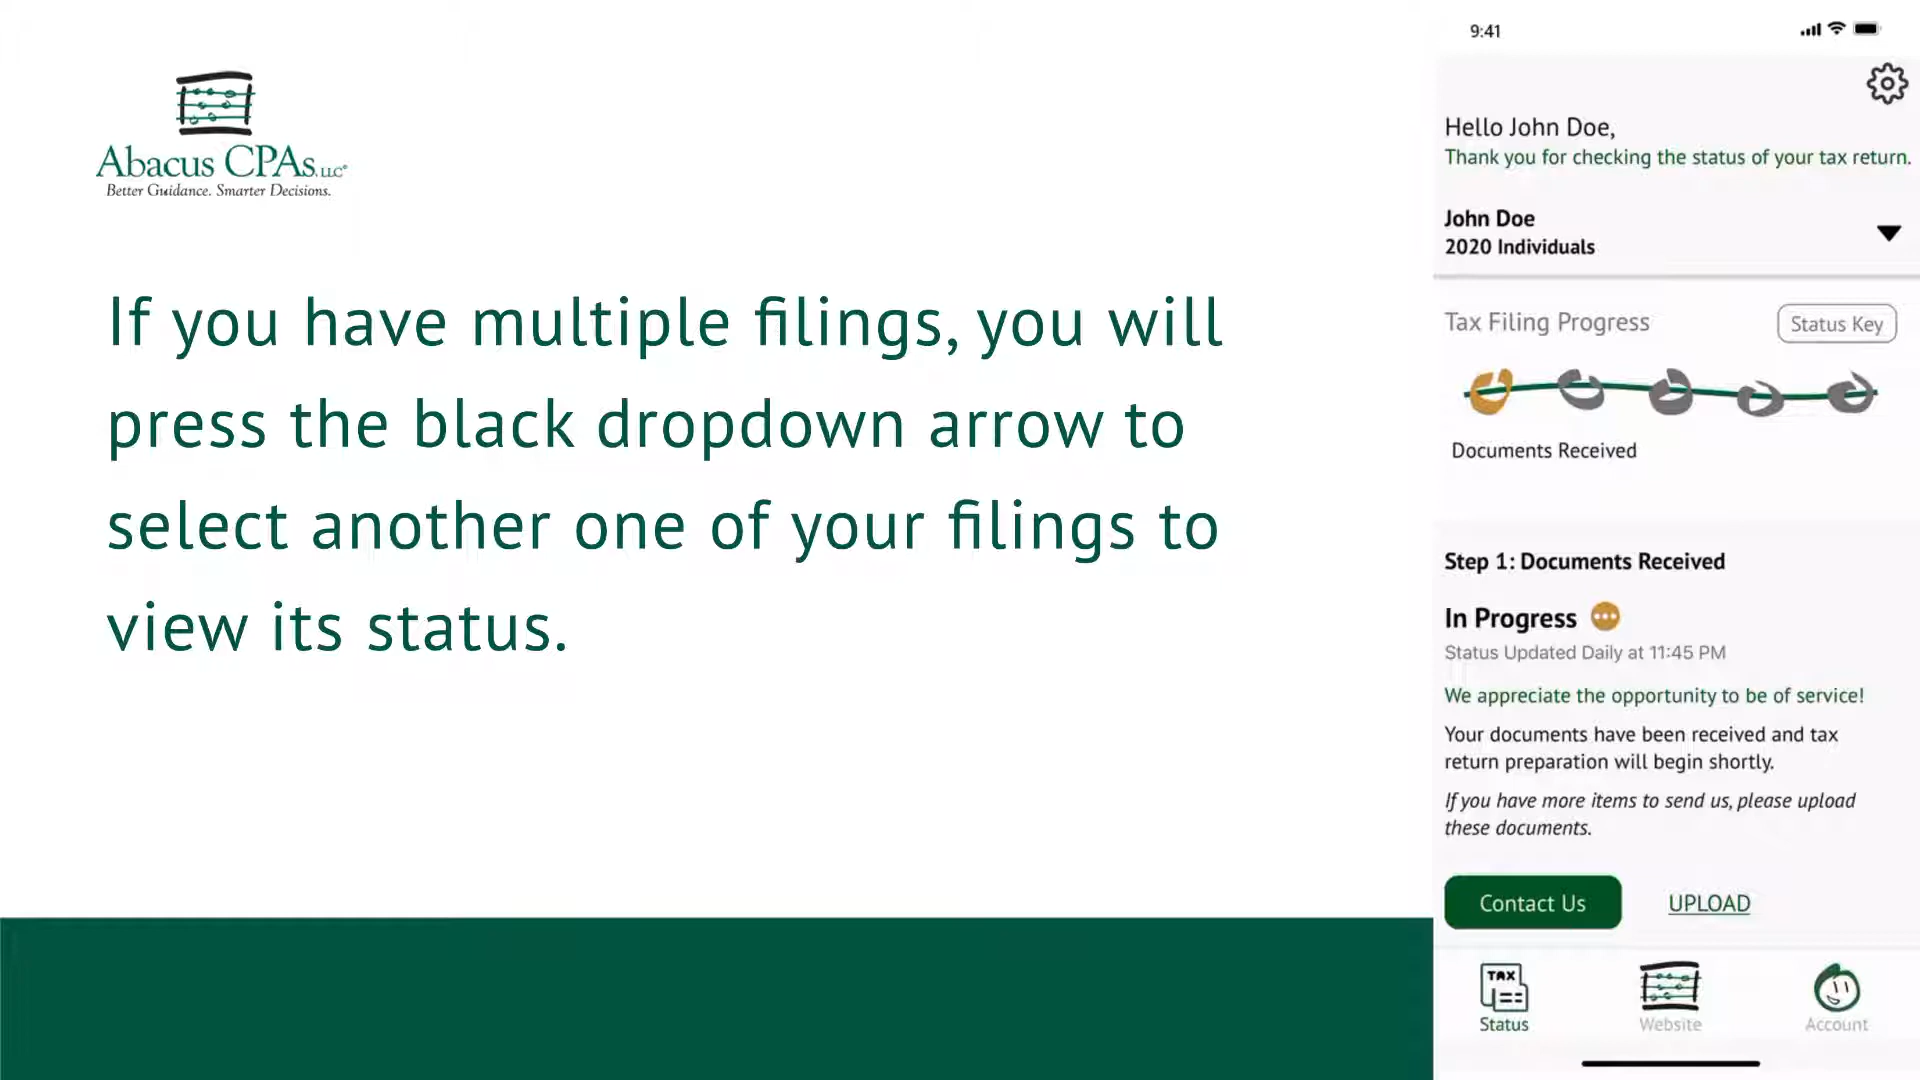 Abacus CPAs, LLC®
Better Guidance. Smarter Decisions.
If you have multiple filings, you will
press the black dropdown arrow to
select another one of your filings to
view its status.
9:41
Hello John Doe,
Thank you for checking the status of your tax return.
John Doe
2020 Individuals
Tax Filing Progress
Status Key
Documents Received
Step 1: Documents Received
In Progress
Status Updated Daily at 11:45 PM
We appreciate the opportunity to be of service!
Your documents have been received and tax
return preparation will begin shortly.
If you have more items to send us, please upload
these documents.
Contact Us
UPLOAD
TAX
Status
Website
Account